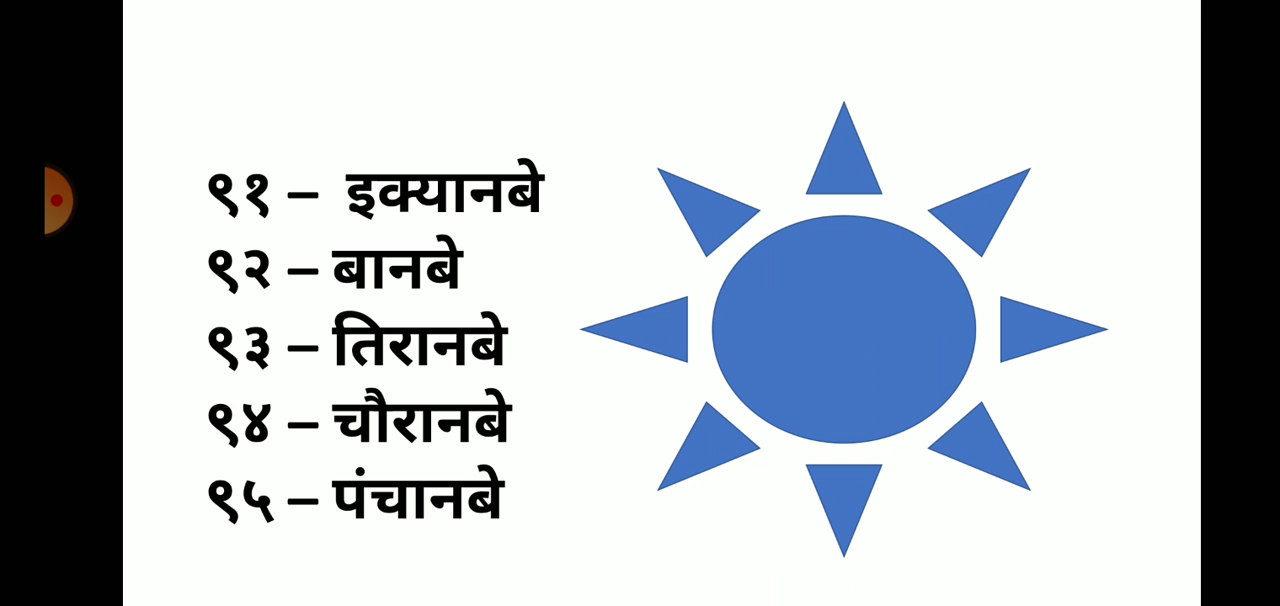 ९१ – इक्यानबे
९२ – बानबे
९३ – तिरानबे
९४ – चौरानबे
९५ – पंचानबे